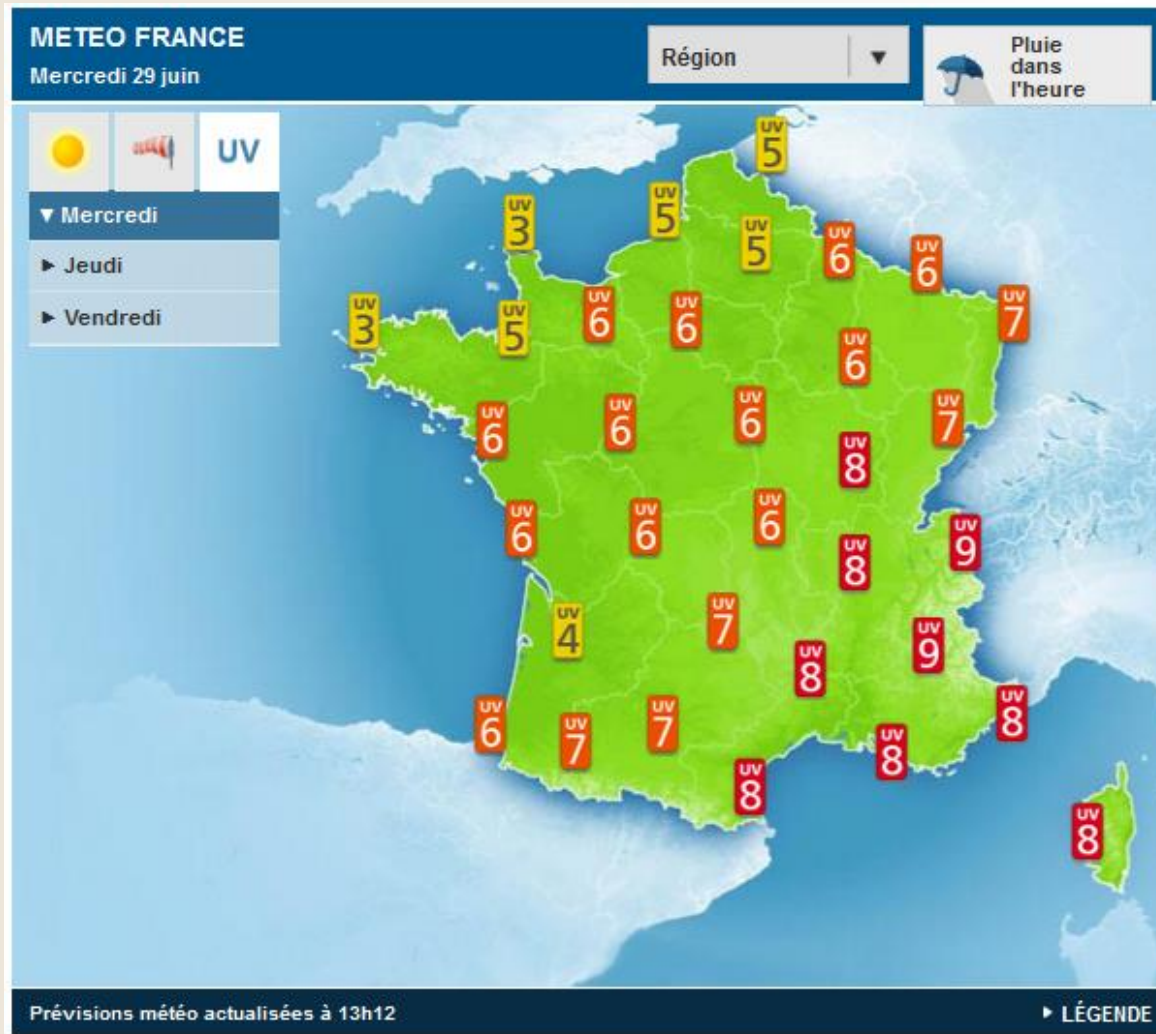 METEO FRANCE
Mercredi 29 juin
Région ▼
Pluie
dans
l'heure
UV
▼ Mercredi
► Jeudi
► Vendredi
UV
5
UV
3
UV
5
UV
5
UV
6
UV
6
UV
3
UV
5
UV
6
UV
6
UV
7
UV
6
UV
6
UV
6
UV
6
UV
7
UV
8
UV
6
UV
6
UV
6
UV
9
UV
8
UV
4
UV
7
UV
9
UV
8
UV
6
UV
7
UV
7
UV
8
UV
8
UV
8
UV
8
Prévisions météo actualisées à 13h12
► LÉGENDE